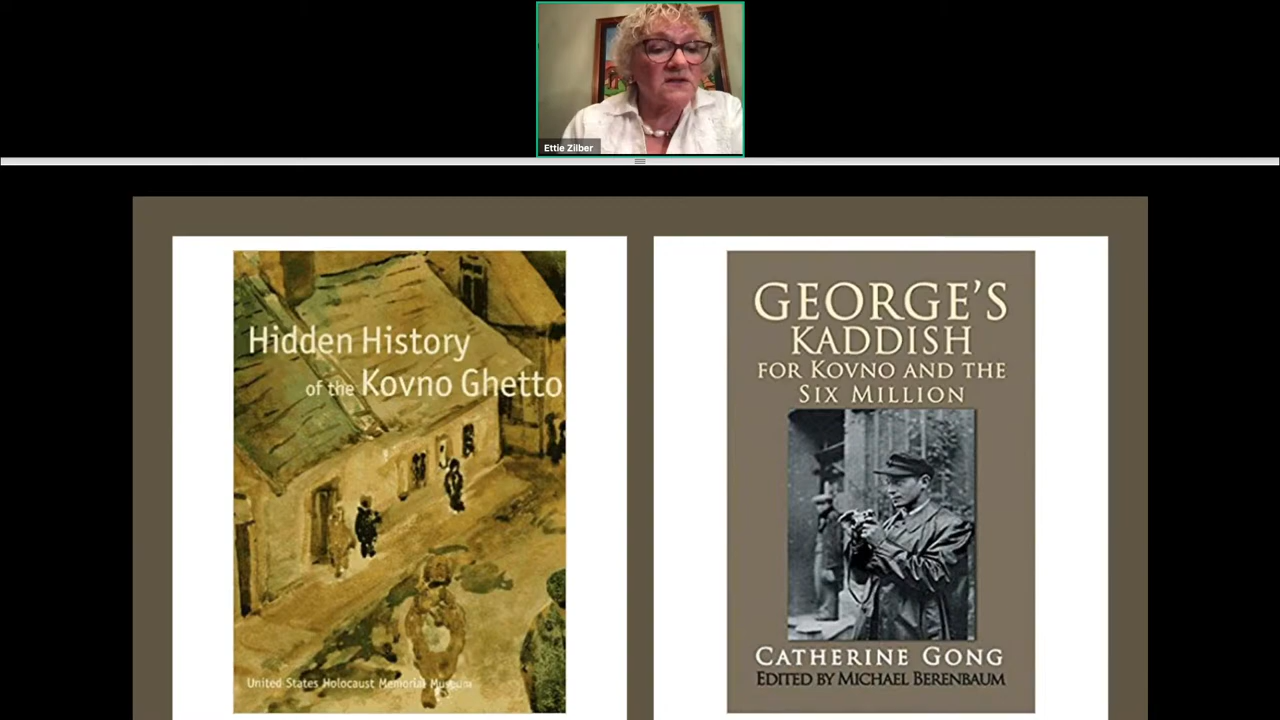 Ettie Zilber
Hidden History
of the Kovno Ghetto
United States Holocaust Memorial Museum
GEORGE'S
KADDISH
FOR KOVNO AND THE
SIX MILLION
CATHERINE GONG
EDITED BY MICHAEL BERENBAUM